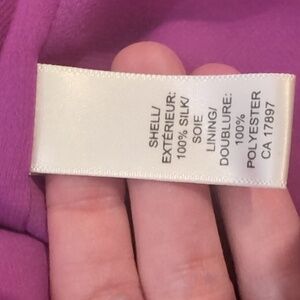 SHELL/
EXTÉRIEUR:
100% SILK/
SOIE
LINING/
DOUBLURE:
100%
POLYESTER
CA 17897